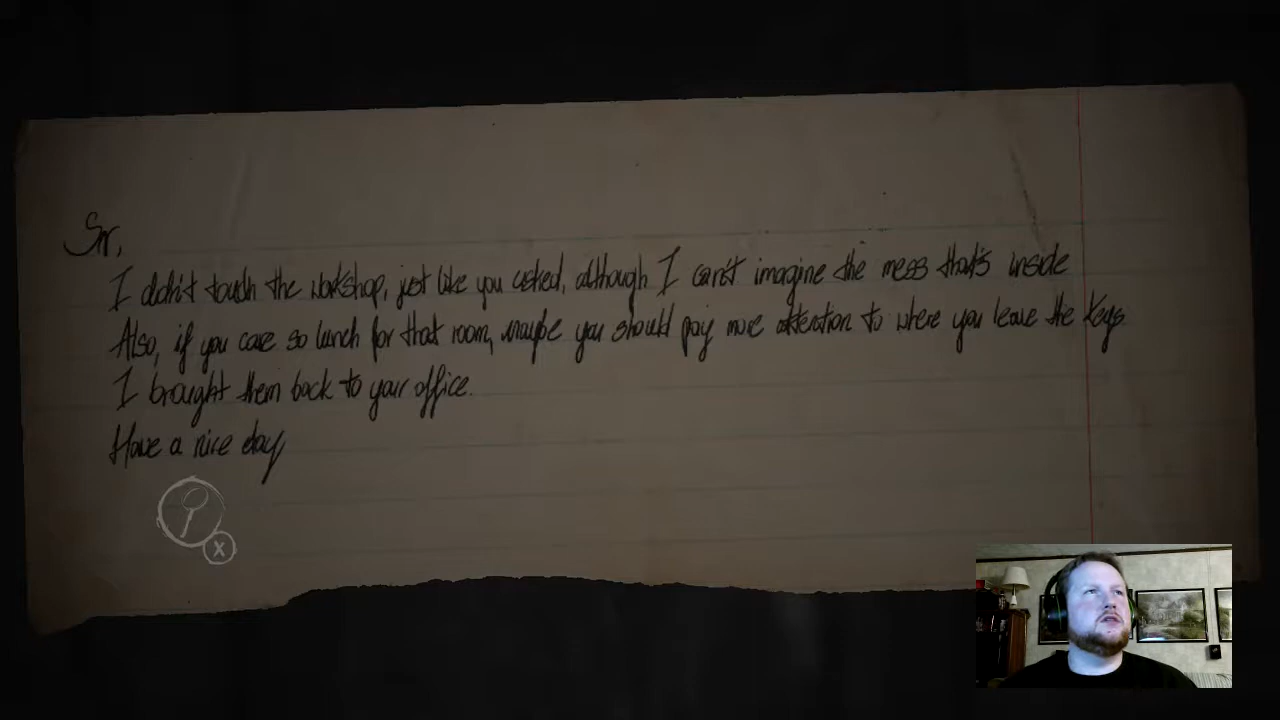 Sir,
I didn't touch the workshop, just like you asked, although I can't imagine the mess that's inside
Also, if you care so much for that room, maybe you should pay more attention to where you leave the keys
I brought them back to your office.
Have a nice day
X